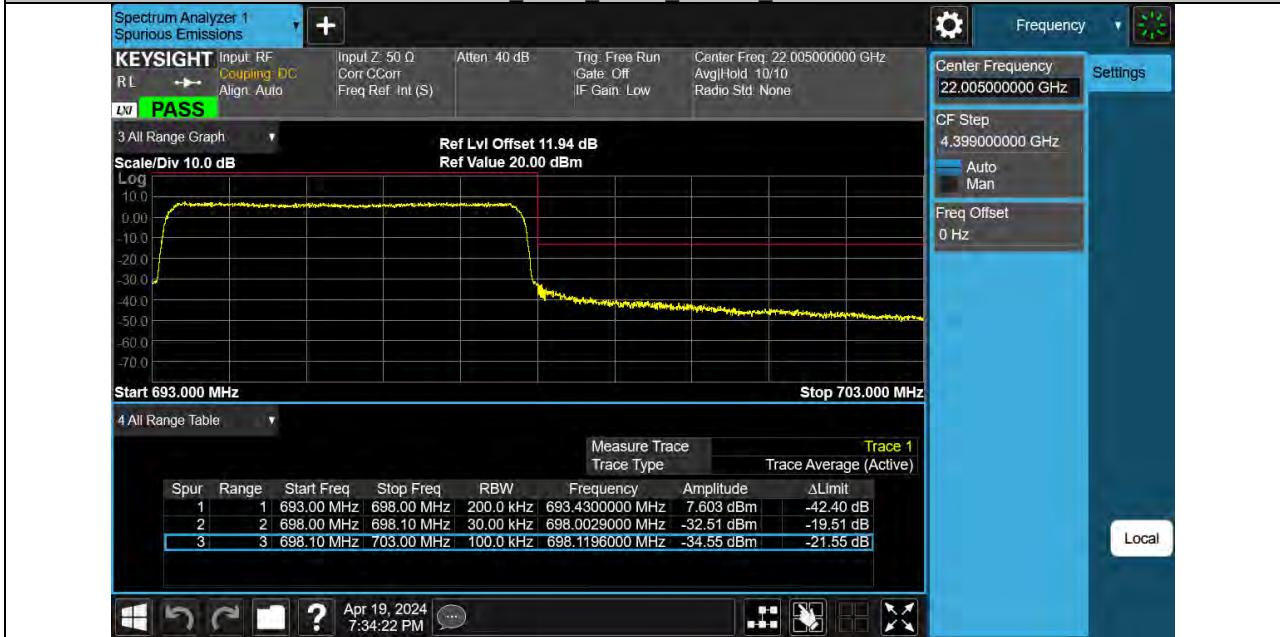 Spectrum Analyzer 1
Spurious Emissions
Frequency
KEYSIGHT
RL
LXI
PASS
Input: RF
Coupling: DC
Align: Auto
Input Z: 50 Ω
Corr CCorr
Freq Ref: Int (S)
Atten: 40 dB
Trig: Free Run
Gate: Off
IF Gain: Low
Center Freq: 22.005000000 GHz
Avg|Hold: 10/10
Radio Std: None
Center Frequency
22.005000000 GHz
Settings
CF Step
4.399000000 GHz
Auto
Man
Freq Offset
0 Hz
3 All Range Graph
Scale/Div 10.0 dB
Ref Lvl Offset 11.94 dB
Ref Value 20.00 dBm
Log
10.0
0.00
-10.0
-20.0
-30.0
-40.0
-50.0
-60.0
-70.0
Start 693.000 MHz
Stop 703.000 MHz
4 All Range Table
Measure Trace Trace 1
Trace Type Trace Average (Active)
Spur Range Start Freq Stop Freq RBW Frequency Amplitude ΔLimit
1 1 693.00 MHz 698.00 MHz 200.0 kHz 693.4300000 MHz 7.603 dBm -42.40 dB
2 2 698.00 MHz 698.10 MHz 30.00 kHz 698.0029000 MHz -32.51 dBm -19.51 dB
3 3 698.10 MHz 703.00 MHz 100.0 kHz 698.1196000 MHz -34.55 dBm -21.55 dB
Local
?
Apr 19, 2024
7:34:22 PM